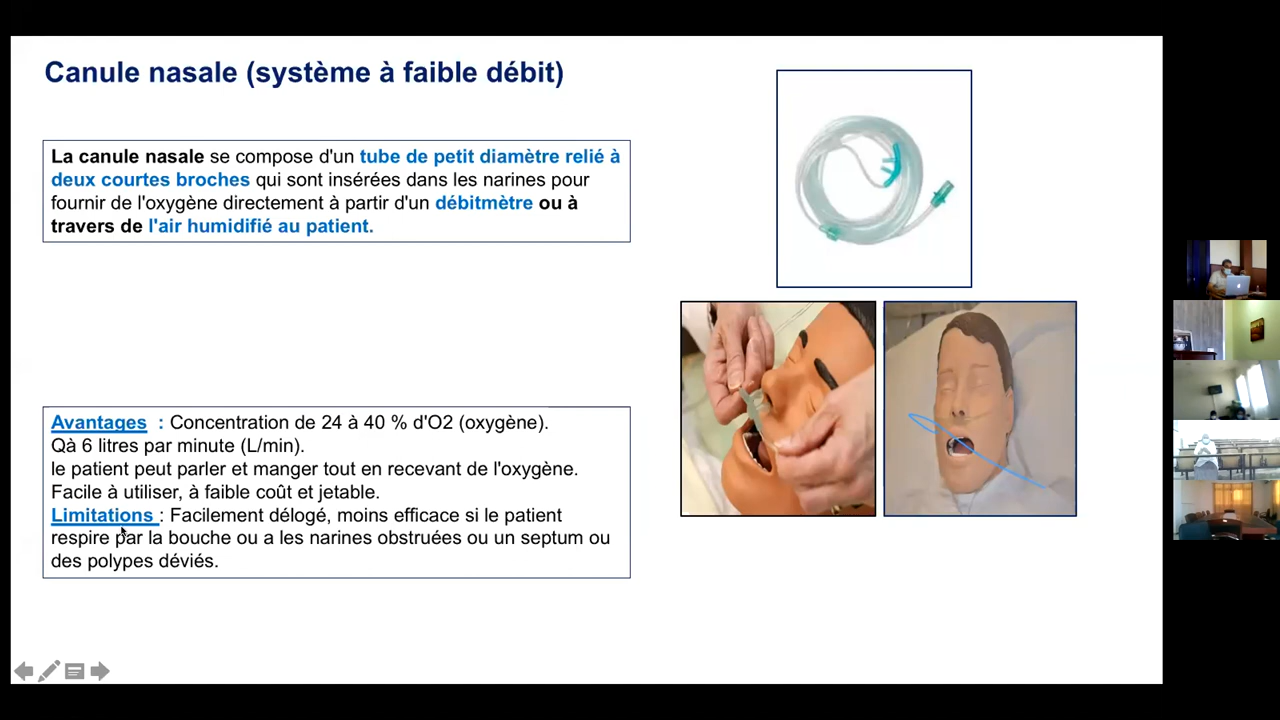 Canule nasale (système à faible débit)
La canule nasale se compose d'un tube de petit diamètre relié à
deux courtes broches qui sont insérées dans les narines pour
fournir de l'oxygène directement à partir d'un débitmètre ou à
travers de l'air humidifié au patient.
Avantages : Concentration de 24 à 40 % d'O2 (oxygène).
Qà 6 litres par minute (L/min).
le patient peut parler et manger tout en recevant de l'oxygène.
Facile à utiliser, à faible coût et jetable.
Limitations : Facilement délogé, moins efficace si le patient
respire par la bouche ou a les narines obstruées ou un septum ou
des polypes déviés.